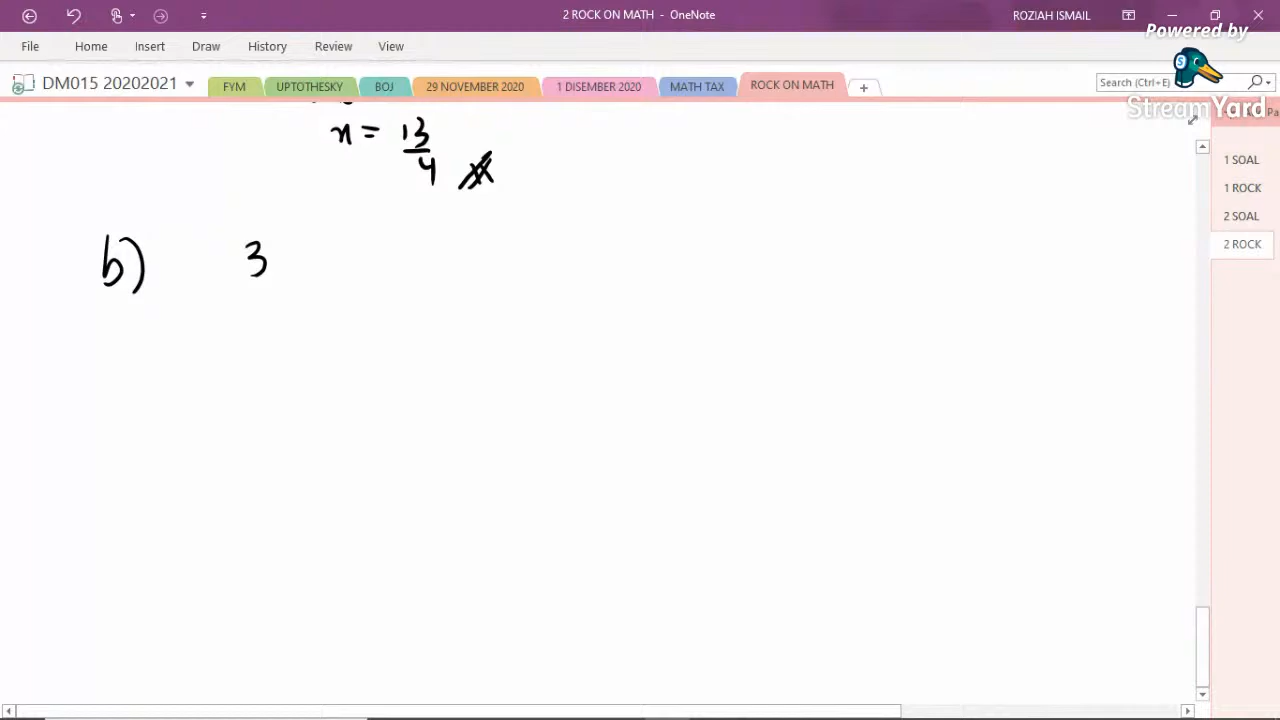 2 ROCK ON MATH - OneNote
ROZIAH ISMAIL
Powered by
StreamYard
File Home Insert Draw History Review View
DM015 20202021 FYM UPTOTHESKY BOJ 29 NOVEMBER 2020 1 DISEMBER 2020 MATH TAX ROCK ON MATH +
Search (Ctrl+E)
Pa
1 SOAL
1 ROCK
2 SOAL
2 ROCK
x = 13/4
b) 3